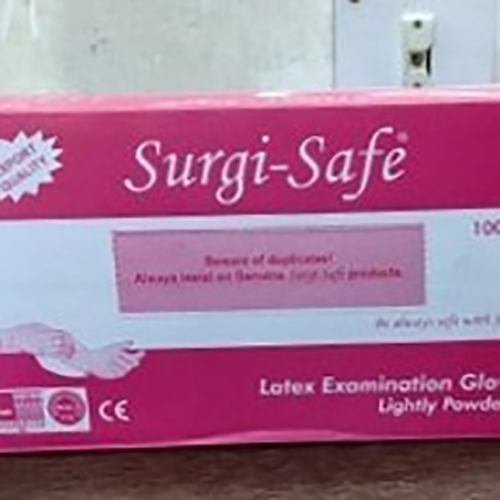 EXPORT
QUALITY
Surgi-Safe®
100
Beware of duplicates!
Always insist on Genuine Surgi-Safe products.
be always safe with
Latex Examination Glo
Lightly Powde
CE